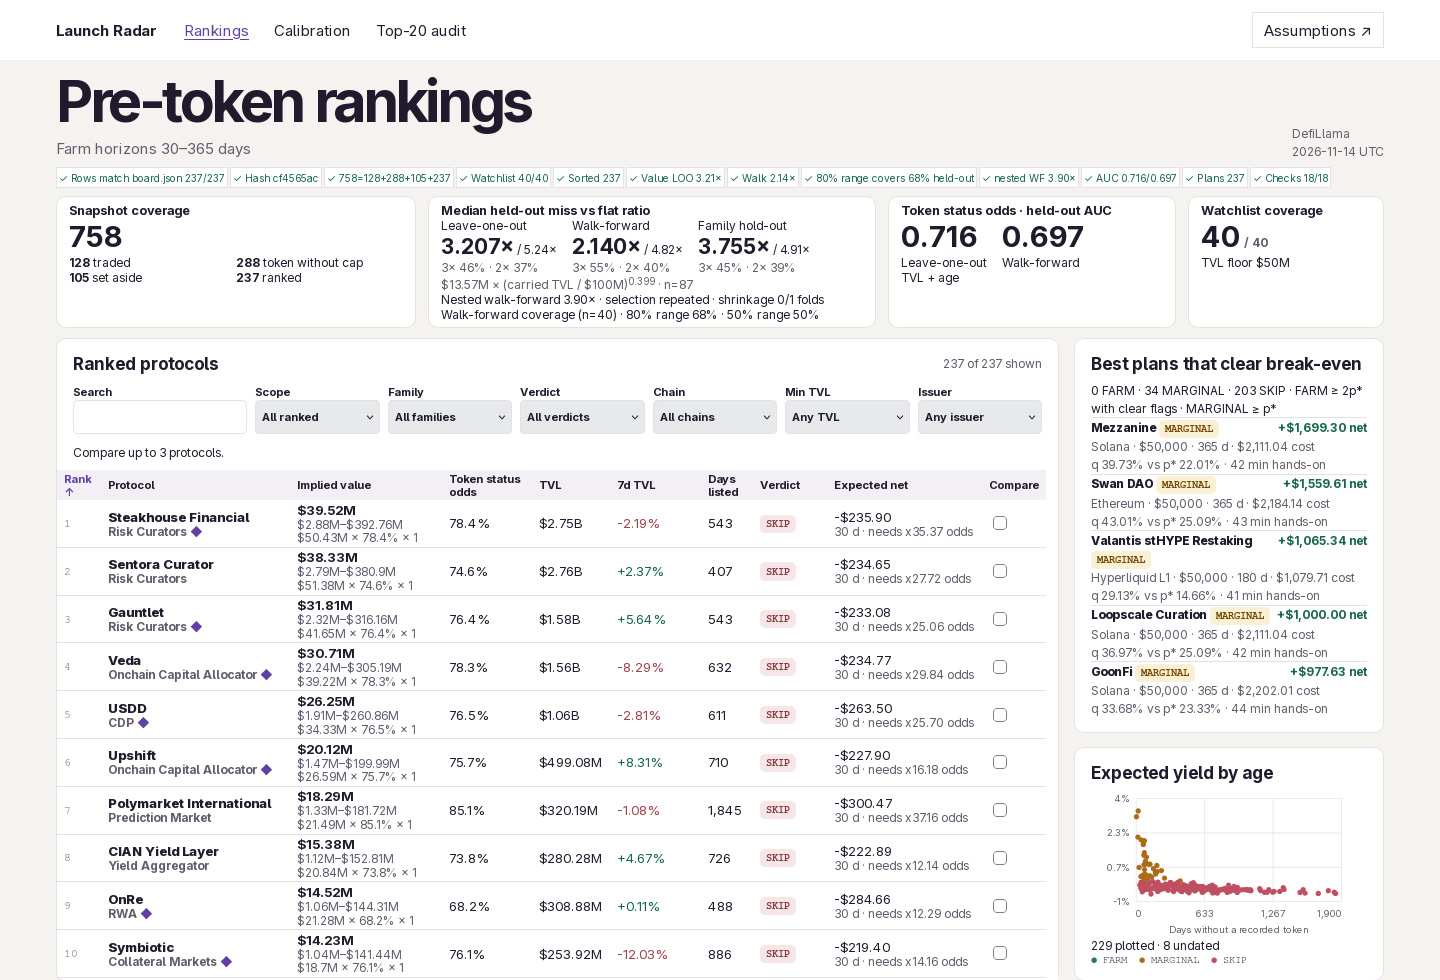 Launch Radar
Rankings
Calibration
Top-20 audit
Assumptions ↗
Pre-token rankings
Farm horizons 30–365 days
DefiLlama
2026-11-14 UTC
✓ Rows match board.json 237/237
✓ Hash cf4565ac
✓ 758=128+288+105+237
✓ Watchlist 40/40
✓ Sorted 237
✓ Value LOO 3.21×
✓ Walk 2.14×
✓ 80% range covers 68% held-out
✓ nested WF 3.90×
✓ AUC 0.716/0.697
✓ Plans 237
✓ Checks 18/18
Snapshot coverage
758
128 traded
288 token without cap
105 set aside
237 ranked
Median held-out miss vs flat ratio
Leave-one-out
Walk-forward
Family hold-out
3.207× / 5.24×
2.140× / 4.82×
3.755× / 4.91×
3× 46% · 2× 37%
3× 55% · 2× 40%
3× 45% · 2× 39%
$13.57M × (carried TVL / $100M)^0.399 · n=87
Nested walk-forward 3.90× · selection repeated · shrinkage 0/1 folds
Walk-forward coverage (n=40) · 80% range 68% · 50% range 50%
Token status odds · held-out AUC
0.716
0.697
Leave-one-out
Walk-forward
TVL + age
Watchlist coverage
40 / 40
TVL floor $50M
Ranked protocols
237 of 237 shown
Search
Scope
Family
Verdict
Chain
Min TVL
Issuer
All ranked
All families
All verdicts
All chains
Any TVL
Any issuer
Compare up to 3 protocols.
Rank ↑
Protocol
Implied value
Token status odds
TVL
7d TVL
Days listed
Verdict
Expected net
Compare
1
Steakhouse Financial
Risk Curators ◆
$39.52M
$2.88M–$392.76M
$50.43M × 78.4% × 1
78.4%
$2.75B
-2.19%
543
SKIP
-$235.90
30 d · needs x35.37 odds
2
Sentora Curator
Risk Curators
$38.33M
$2.79M–$380.9M
$51.38M × 74.6% × 1
74.6%
$2.76B
+2.37%
407
SKIP
-$234.65
30 d · needs x27.72 odds
3
Gauntlet
Risk Curators ◆
$31.81M
$2.32M–$316.16M
$41.65M × 76.4% × 1
76.4%
$1.58B
+5.64%
543
SKIP
-$233.08
30 d · needs x25.06 odds
4
Veda
Onchain Capital Allocator ◆
$30.71M
$2.24M–$305.19M
$39.22M × 78.3% × 1
78.3%
$1.56B
-8.29%
632
SKIP
-$234.77
30 d · needs x29.84 odds
5
USDD
CDP ◆
$26.25M
$1.91M–$260.86M
$34.33M × 76.5% × 1
76.5%
$1.06B
-2.81%
611
SKIP
-$263.50
30 d · needs x25.70 odds
6
Upshift
Onchain Capital Allocator ◆
$20.12M
$1.47M–$199.99M
$26.59M × 75.7% × 1
75.7%
$499.08M
+8.31%
710
SKIP
-$227.90
30 d · needs x16.18 odds
7
Polymarket International
Prediction Market
$18.29M
$1.33M–$181.72M
$21.49M × 85.1% × 1
85.1%
$320.19M
-1.08%
1,845
SKIP
-$300.47
30 d · needs x37.16 odds
8
CIAN Yield Layer
Yield Aggregator
$15.38M
$1.12M–$152.81M
$20.84M × 73.8% × 1
73.8%
$280.28M
+4.67%
726
SKIP
-$222.89
30 d · needs x12.14 odds
9
OnRe
RWA ◆
$14.52M
$1.06M–$144.31M
$21.28M × 68.2% × 1
68.2%
$308.88M
+0.11%
488
SKIP
-$284.66
30 d · needs x12.29 odds
10
Symbiotic
Collateral Markets ◆
$14.23M
$1.04M–$141.44M
$18.7M × 76.1% × 1
76.1%
$253.92M
-12.03%
886
SKIP
-$219.40
30 d · needs x14.16 odds
Best plans that clear break-even
0 FARM · 34 MARGINAL · 203 SKIP · FARM ≥ 2p*
with clear flags · MARGINAL ≥ p*
Mezzanine MARGINAL +$1,699.30 net
Solana · $50,000 · 365 d · $2,111.04 cost
q 39.73% vs p* 22.01% · 42 min hands-on
Swan DAO MARGINAL +$1,559.61 net
Ethereum · $50,000 · 365 d · $2,184.14 cost
q 43.01% vs p* 25.09% · 43 min hands-on
Valantis stHYPE Restaking +$1,065.34 net
MARGINAL
Hyperliquid L1 · $50,000 · 180 d · $1,079.71 cost
q 29.13% vs p* 14.66% · 41 min hands-on
Loopscale Curation MARGINAL +$1,000.00 net
Solana · $50,000 · 365 d · $2,111.04 cost
q 36.97% vs p* 25.09% · 42 min hands-on
GoonFi MARGINAL +$977.63 net
Solana · $50,000 · 365 d · $2,202.01 cost
q 33.68% vs p* 23.33% · 44 min hands-on
Expected yield by age
4%
2.3%
0.7%
-1%
0
633
1,267
1,900
Days without a recorded token
229 plotted · 8 undated
● FARM ● MARGINAL ● SKIP